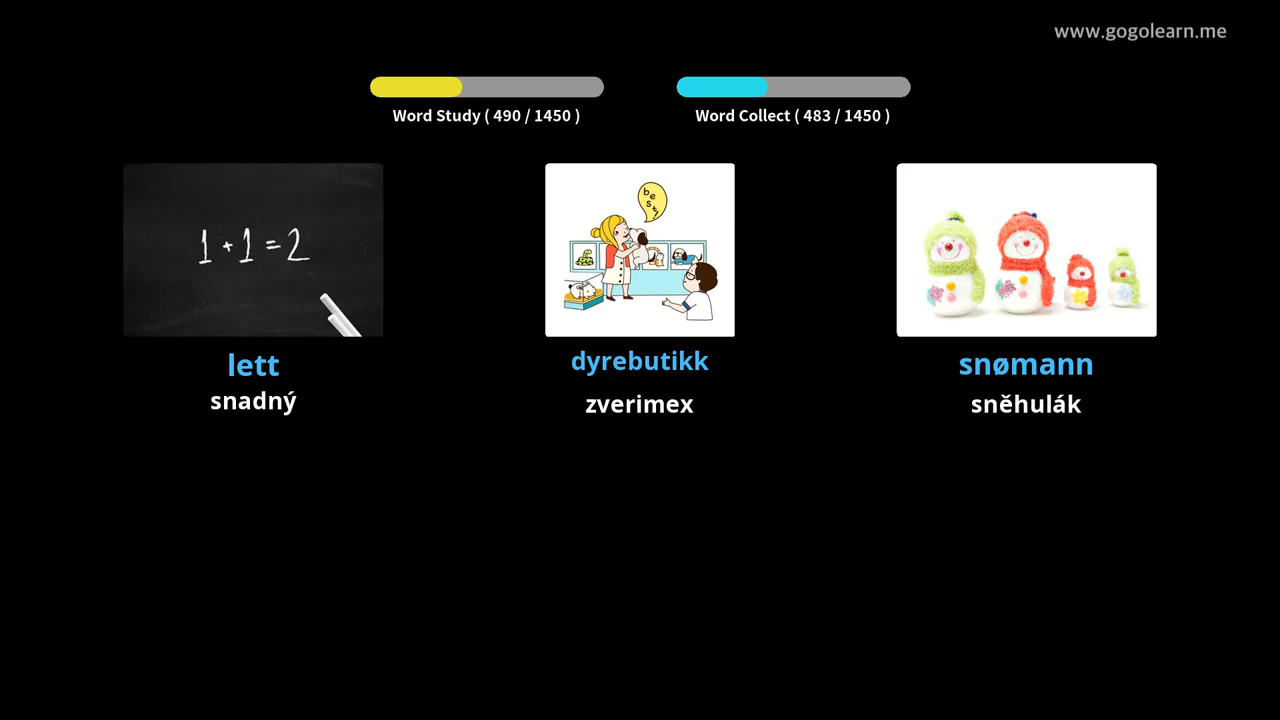 www.gogolearn.me
Word Study ( 490 / 1450 )
Word Collect ( 483 / 1450 )
1 + 1 = 2
best!
lett
dyrebutikk
snømann
snadný
zverimex
sněhulák